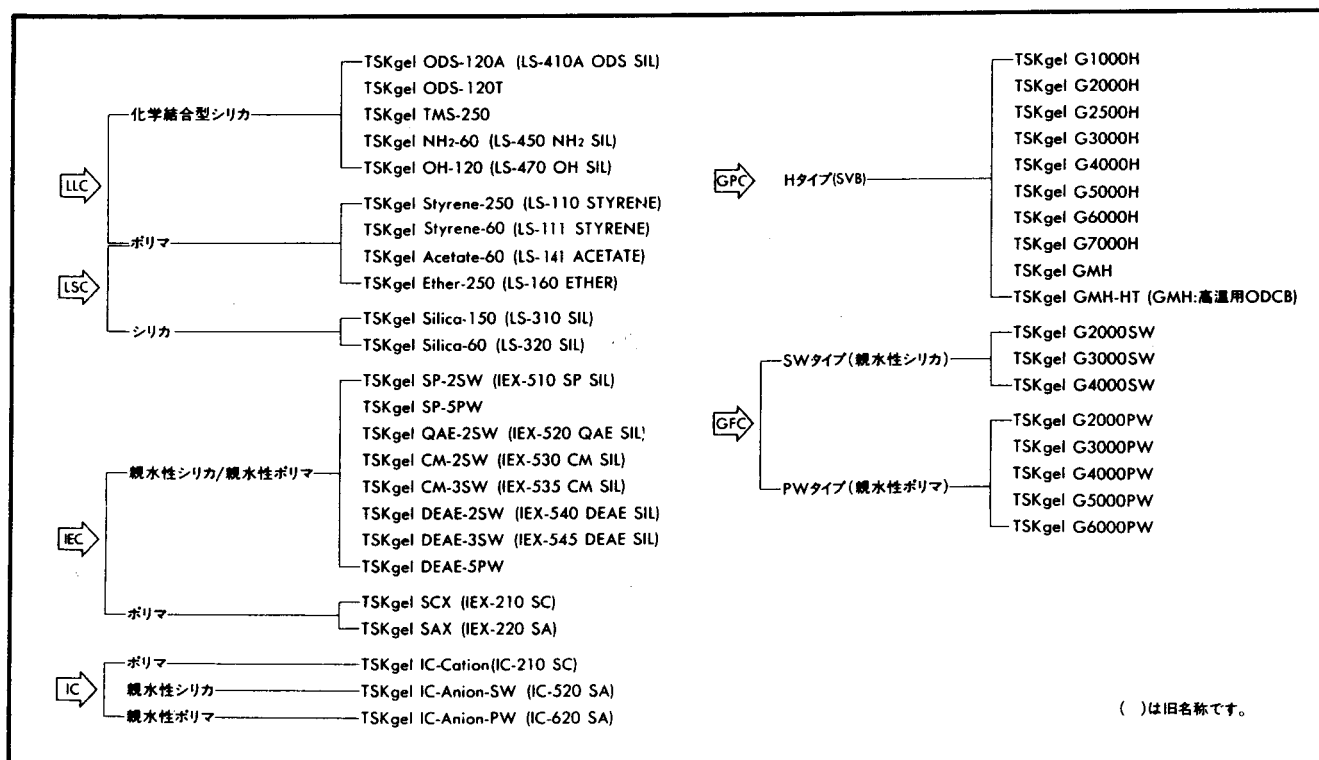 LLC
化学結合型シリカ
TSKgel ODS-120A (LS-410A ODS SIL)
TSKgel ODS-120T
TSKgel TMS-250
TSKgel NH2-60 (LS-450 NH2 SIL)
TSKgel OH-120 (LS-470 OH SIL)
LSC
ポリマ
TSKgel Styrene-250 (LS-110 STYRENE)
TSKgel Styrene-60 (LS-111 STYRENE)
TSKgel Acetate-60 (LS-141 ACETATE)
TSKgel Ether-250 (LS-160 ETHER)
シリカ
TSKgel Silica-150 (LS-310 SIL)
TSKgel Silica-60 (LS-320 SIL)
IEC
親水性シリカ/親水性ポリマ
TSKgel SP-2SW (IEX-510 SP SIL)
TSKgel SP-5PW
TSKgel QAE-2SW (IEX-520 QAE SIL)
TSKgel CM-2SW (IEX-530 CM SIL)
TSKgel CM-3SW (IEX-535 CM SIL)
TSKgel DEAE-2SW (IEX-540 DEAE SIL)
TSKgel DEAE-3SW (IEX-545 DEAE SIL)
TSKgel DEAE-5PW
ポリマ
TSKgel SCX (IEX-210 SC)
TSKgel SAX (IEX-220 SA)
IC
ポリマ
TSKgel IC-Cation(IC-210 SC)
親水性シリカ
TSKgel IC-Anion-SW (IC-520 SA)
親水性ポリマ
TSKgel IC-Anion-PW (IC-620 SA)
GPC
Hタイプ(SVB)
TSKgel G1000H
TSKgel G2000H
TSKgel G2500H
TSKgel G3000H
TSKgel G4000H
TSKgel G5000H
TSKgel G6000H
TSKgel G7000H
TSKgel GMH
TSKgel GMH-HT (GMH:高温用ODCB)
GFC
SWタイプ(親水性シリカ)
TSKgel G2000SW
TSKgel G3000SW
TSKgel G4000SW
PWタイプ(親水性ポリマ)
TSKgel G2000PW
TSKgel G3000PW
TSKgel G4000PW
TSKgel G5000PW
TSKgel G6000PW
( )は旧名称です。